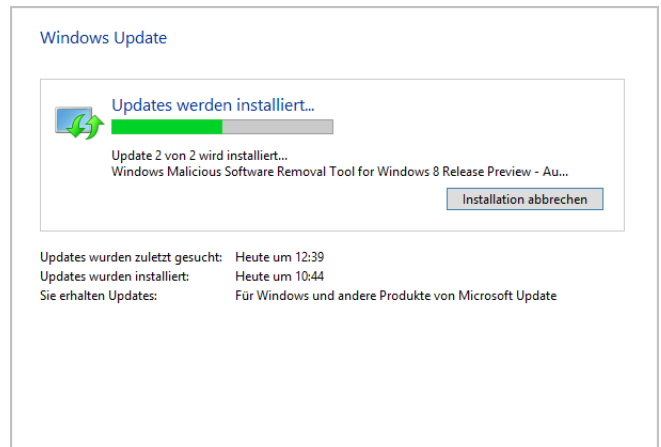 Windows Update
Updates werden installiert...
Update 2 von 2 wird installiert...
Windows Malicious Software Removal Tool for Windows 8 Release Preview - Au...
Installation abbrechen
Updates wurden zuletzt gesucht: Heute um 12:39
Updates wurden installiert: Heute um 10:44
Sie erhalten Updates: Für Windows und andere Produkte von Microsoft Update